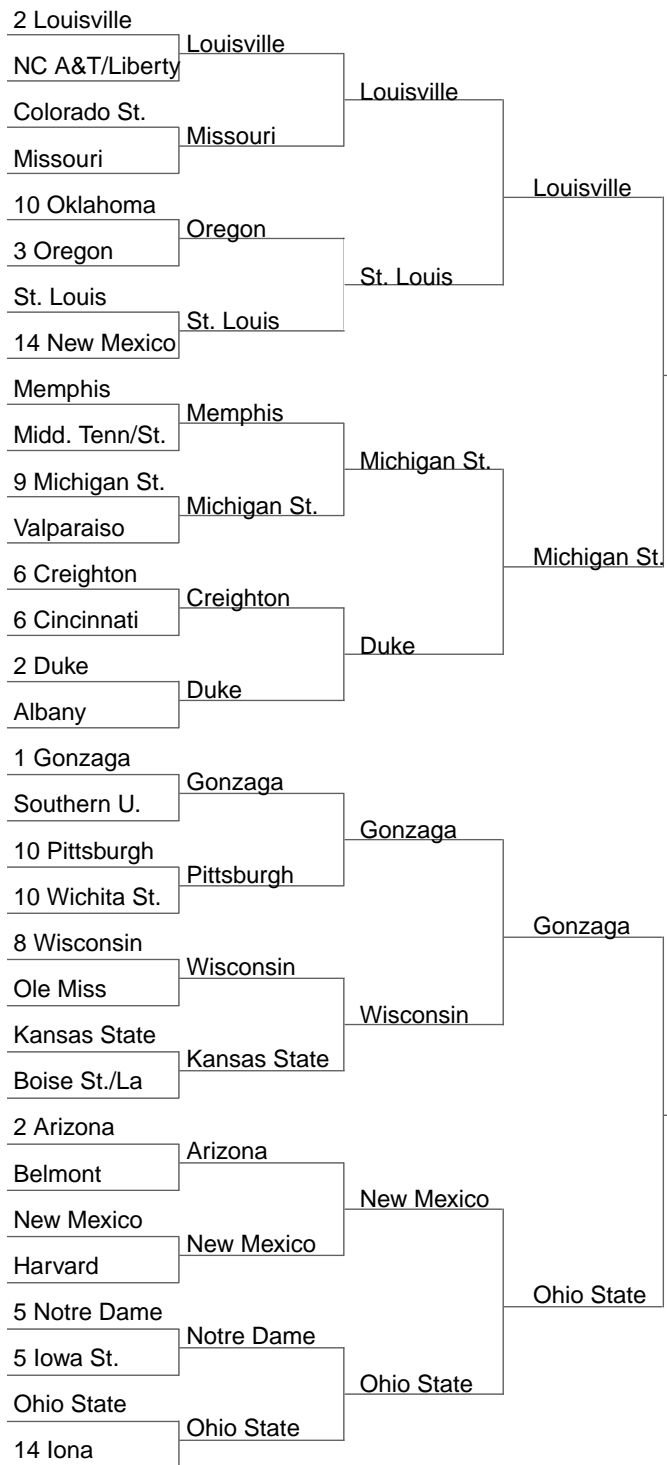 2 Louisville
NC A&T/Liberty
Colorado St.
Missouri
10 Oklahoma
3 Oregon
St. Louis
14 New Mexico
Memphis
Midd. Tenn/St.
9 Michigan St.
Valparaiso
6 Creighton
6 Cincinnati
2 Duke
Albany
1 Gonzaga
Southern U.
10 Pittsburgh
10 Wichita St.
8 Wisconsin
Ole Miss
Kansas State
Boise St./La
2 Arizona
Belmont
New Mexico
Harvard
5 Notre Dame
5 Iowa St.
Ohio State
14 Iona
Louisville
Missouri
Oregon
St. Louis
Memphis
Michigan St.
Creighton
Duke
Gonzaga
Pittsburgh
Wisconsin
Kansas State
Arizona
New Mexico
Notre Dame
Ohio State
Louisville
St. Louis
Michigan St.
Duke
Gonzaga
Wisconsin
New Mexico
Ohio State
Louisville
Michigan St.
Gonzaga
Ohio State